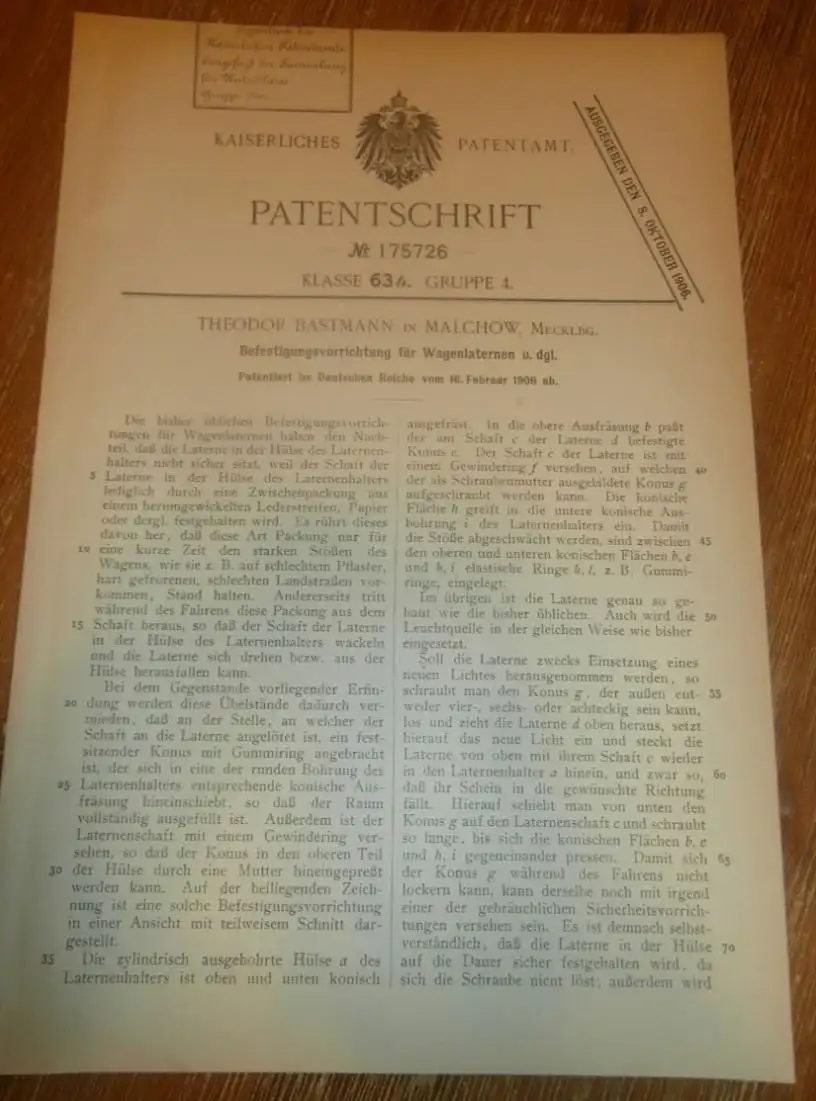 Eigentum des
Kaiserlichen Patentamts.
Eingefügt der Sammlung
für Unterklasse
Gruppe
KAISERLICHES PATENTAMT.
AUSGEGEBEN DEN 8. OKTOBER 1906.
PATENTSCHRIFT
№ 175726
KLASSE 63b. GRUPPE 4.
THEODOR BASTMANN IN MALCHOW, MECKLBG.
Befestigungsvorrichtung für Wagenlaternen u. dgl.
Patentiert im Deutschen Reiche vom 16. Februar 1906 ab.
Die bisher üblichen Befestigungsvorrich-
tungen für Wagenlaternen haben den Nach-
teil, daß die Laterne in der Hülse des Laternen-
halters nicht sicher sitzt, weil der Schaft der
5 Laterne in der Hülse des Laternenhalters
lediglich durch eine Zwischenpackung aus
einem herumgewickelten Lederstreifen, Papier
oder dergl. festgehalten wird. Es rührt dieses
davon her, daß diese Art Packung nur für
10 eine kurze Zeit den starken Stößen des
Wagens, wie sie z. B. auf schlechtem Pflaster,
hart gefrorenen, schlechten Landstraßen vor-
kommen, Stand halten. Andererseits tritt
während des Fahrens diese Packung aus dem
15 Schaft heraus, so daß der Schaft der Laterne
in der Hülse des Laternenhalters wackeln
und die Laterne sich drehen bezw. aus der
Hülse herausfallen kann.
Bei dem Gegenstande vorliegender Erfin-
20 dung werden diese Übelstände dadurch ver-
mieden, daß an der Stelle, an welcher der
Schaft an die Laterne angelötet ist, ein fest-
sitzender Konus mit Gummiring angebracht
ist, der sich in eine der runden Bohrung des
25 Laternenhalters entsprechende konische Aus-
fräsung hineinschiebt, so daß der Raum
vollständig ausgefüllt ist. Außerdem ist der
Laternenschaft mit einem Gewindering ver-
sehen, so daß der Konus in den oberen Teil
30 der Hülse durch eine Mutter hineingepreßt
werden kann. Auf der beiliegenden Zeich-
nung ist eine solche Befestigungsvorrichtung
in einer Ansicht mit teilweisem Schnitt dar-
gestellt.
35 Die zylindrisch ausgebohrte Hülse a des
Laternenhalters ist oben und unten konisch
ausgefräst. In die obere Ausfräsung b paßt
der am Schaft c der Laterne d befestigte
Konus e. Der Schaft c der Laterne ist mit
einem Gewindering f versehen, auf welchen 40
der als Schraubenmutter ausgebildete Konus g
aufgeschraubt werden kann. Die konische
Fläche h greift in die untere konische Aus-
bohrung i des Laternenhalters ein. Damit
die Stöße abgeschwächt werden, sind zwischen 45
den oberen und unteren konischen Flächen b, e
und h, i elastische Ringe k, l, z. B. Gummi-
ringe, eingelegt.
Im übrigen ist die Laterne genau so ge-
baut wie die bisher üblichen. Auch wird die 50
Leuchtquelle in der gleichen Weise wie bisher
eingesetzt.
Soll die Laterne zwecks Einsetzung eines
neuen Lichtes herausgenommen werden, so
schraubt man den Konus g, der außen ent- 55
weder vier-, sechs- oder achteckig sein kann,
los und zieht die Laterne d oben heraus, setzt
hierauf das neue Licht ein und steckt die
Laterne von oben mit ihrem Schaft c wieder
in den Laternenhalter a hinein, und zwar so, 60
daß ihr Schein in die gewünschte Richtung
fällt. Hierauf schiebt man von unten den
Konus g auf den Laternenschaft c und schraubt
so lange, bis sich die konischen Flächen b, e
und h, i gegeneinander pressen. Damit sich 65
der Konus g während des Fahrens nicht
lockern kann, kann derselbe noch mit irgend
einer der gebräuchlichen Sicherheitsvorrich-
tungen versehen sein. Es ist demnach selbst-
verständlich, daß die Laterne in der Hülse 70
auf die Dauer sicher festgehalten wird, da
sich die Schraube nicht löst; außerdem wird